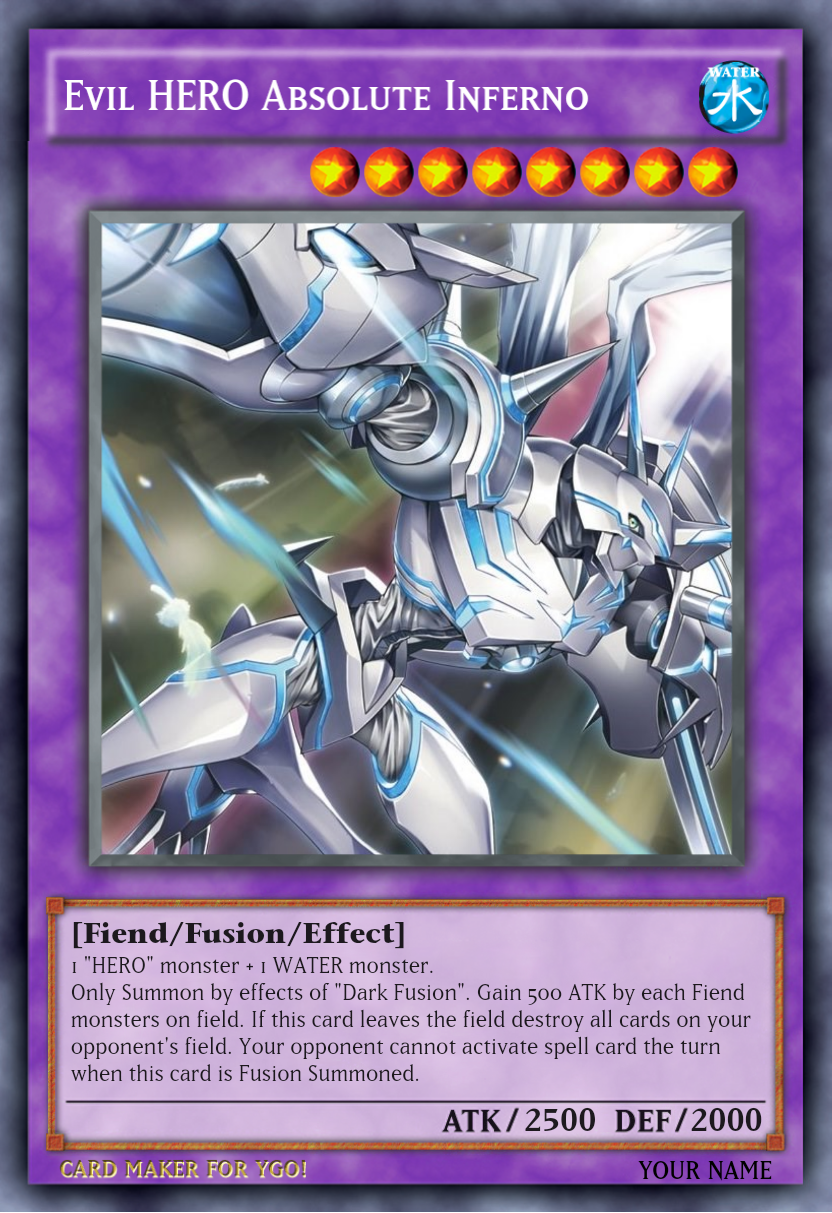 Evil HERO Absolute Inferno
WATER
水
[Fiend/Fusion/Effect]
1 "HERO" monster + 1 WATER monster.
Only Summon by effects of "Dark Fusion". Gain 500 ATK by each Fiend
monsters on field. If this card leaves the field destroy all cards on your
opponent's field. Your opponent cannot activate spell card the turn
when this card is Fusion Summoned.
ATK/2500 DEF/2000
CARD MAKER FOR YGO! YOUR NAME